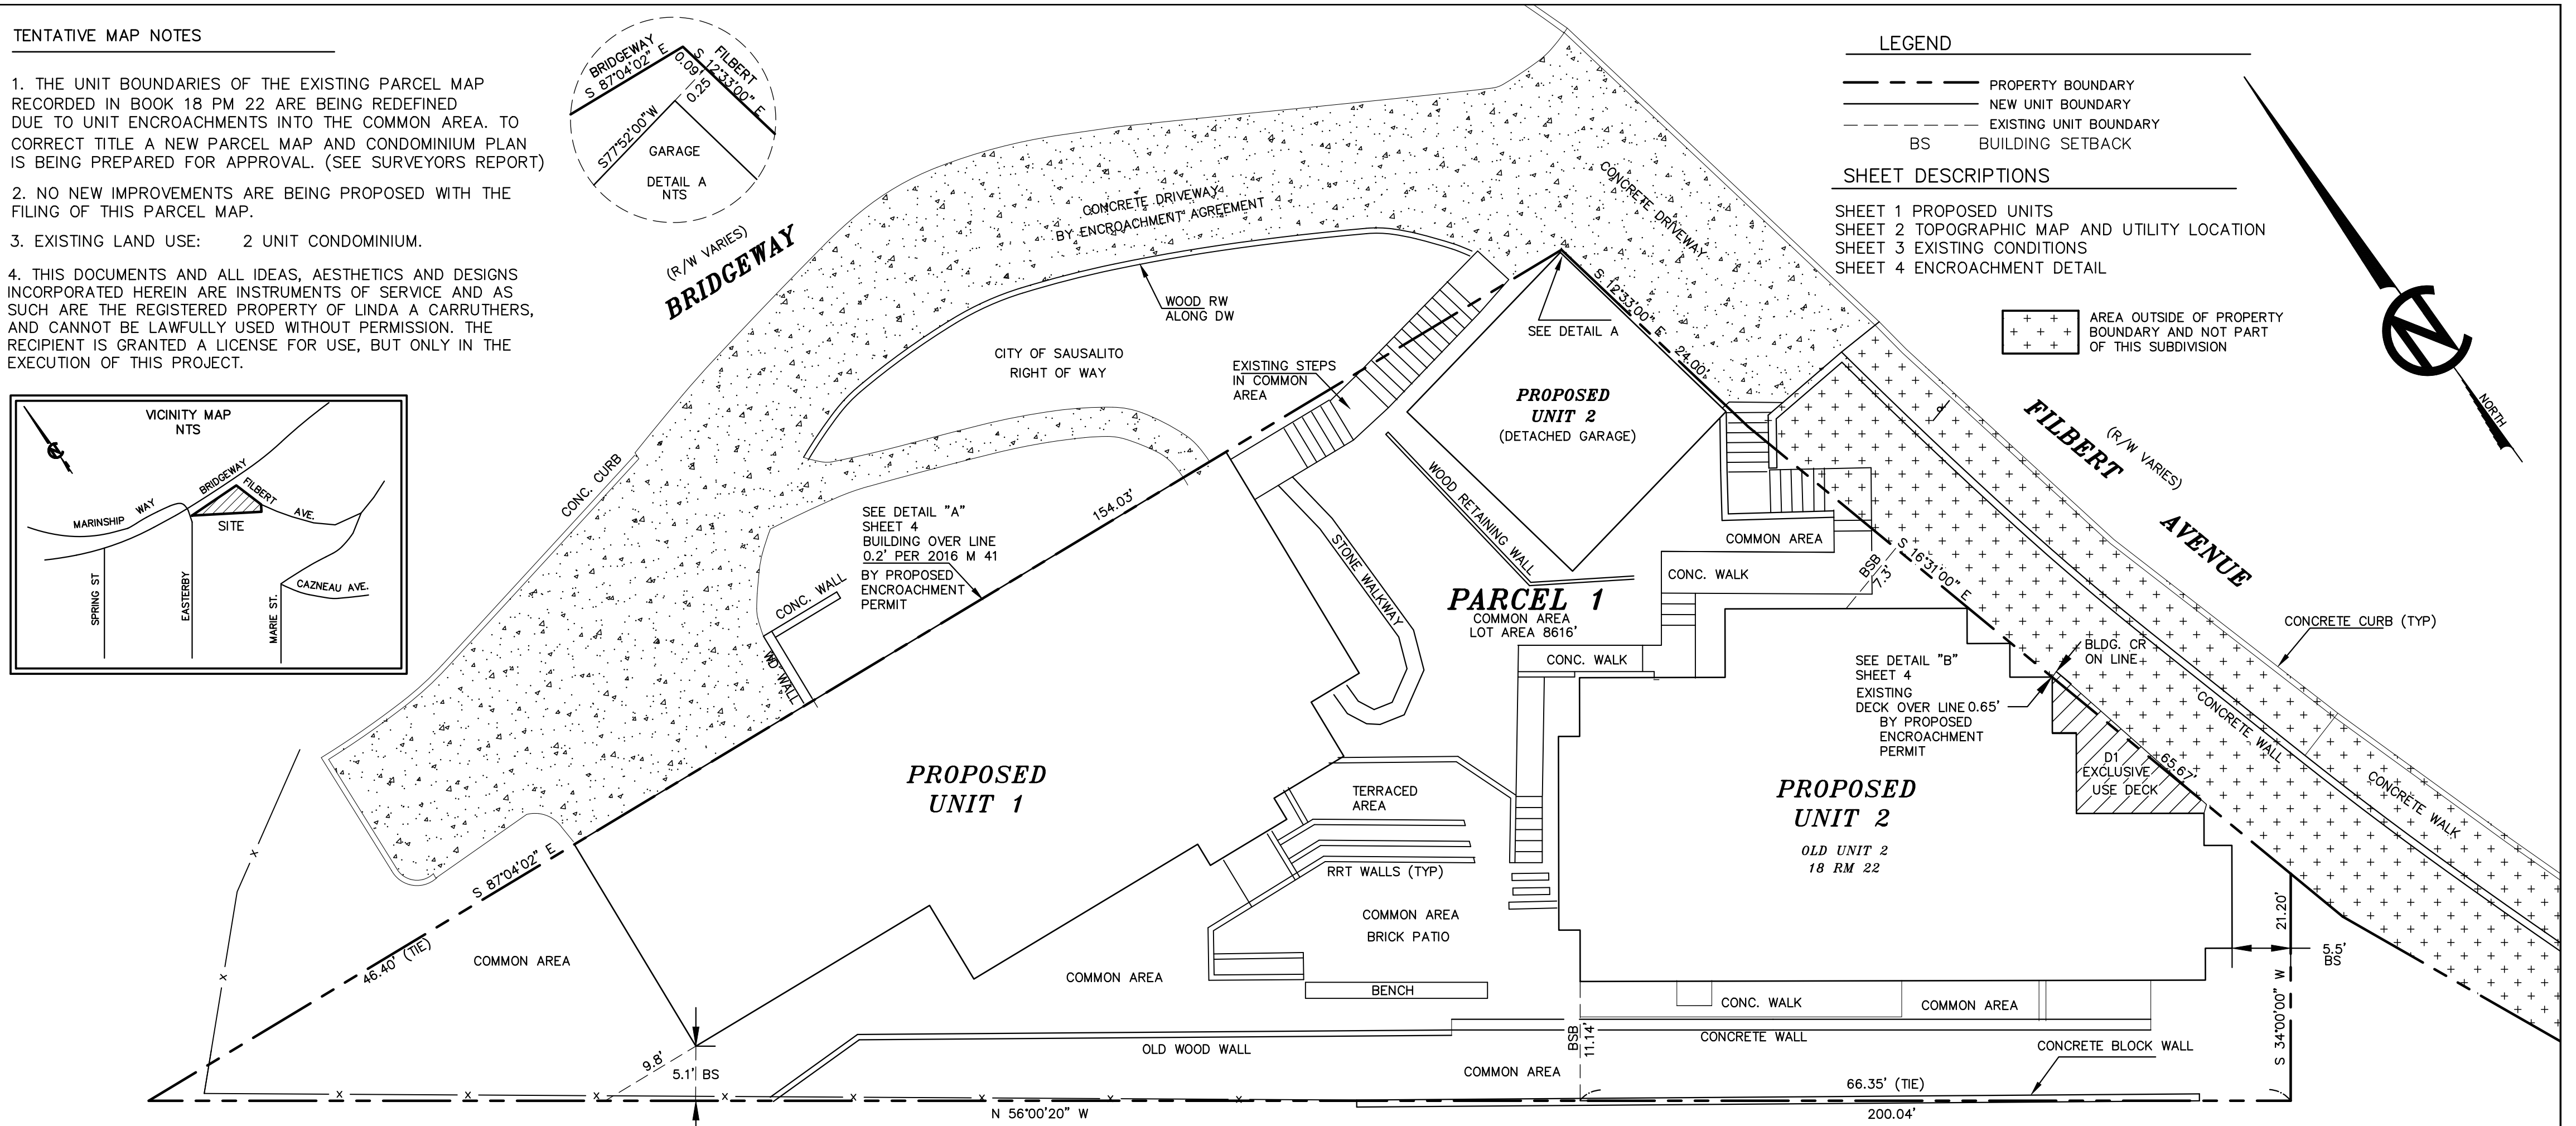 TENTATIVE MAP NOTES
1. THE UNIT BOUNDARIES OF THE EXISTING PARCEL MAP
RECORDED IN BOOK 18 PM 22 ARE BEING REDEFINED
DUE TO UNIT ENCROACHMENTS INTO THE COMMON AREA. TO
CORRECT TITLE A NEW PARCEL MAP AND CONDOMINIUM PLAN
IS BEING PREPARED FOR APPROVAL. (SEE SURVEYORS REPORT)
2. NO NEW IMPROVEMENTS ARE BEING PROPOSED WITH THE
FILING OF THIS PARCEL MAP.
3. EXISTING LAND USE: 2 UNIT CONDOMINIUM.
4. THIS DOCUMENTS AND ALL IDEAS, AESTHETICS AND DESIGNS
INCORPORATED HEREIN ARE INSTRUMENTS OF SERVICE AND AS
SUCH ARE THE REGISTERED PROPERTY OF LINDA A CARRUTHERS,
AND CANNOT BE LAWFULLY USED WITHOUT PERMISSION. THE
RECIPIENT IS GRANTED A LICENSE FOR USE, BUT ONLY IN THE
EXECUTION OF THIS PROJECT.
VICINITY MAP
NTS
MARINSHIP WAY
BRIDGEWAY
FILBERT
AVE.
SITE
SPRING ST
EASTERBY
MARIE ST.
CAZNEAU AVE.
BRIDGEWAY
S 87°04'02" E
0.09'
FILBERT
S 12°33'00" E
0.25
S77°52'00"W
GARAGE
DETAIL A
NTS
(R/W VARIES)
BRIDGEWAY
CONC. CURB
CONCRETE DRIVEWAY
BY ENCROACHMENT AGREEMENT
CONCRETE DRIVEWAY
WOOD RW
ALONG DW
CITY OF SAUSALITO
RIGHT OF WAY
EXISTING STEPS
IN COMMON
AREA
SEE DETAIL A
S 12°33'00" E
24.00'
PROPOSED
UNIT 2
(DETACHED GARAGE)
WOOD RETAINING WALL
STONE WALKWAY
154.03'
SEE DETAIL "A"
SHEET 4
BUILDING OVER LINE
0.2' PER 2016 M 41
BY PROPOSED
ENCROACHMENT
PERMIT
CONC. WALL
WD WALL
COMMON AREA
CONC. WALK
BSB
7.3'
S 16°31'00" E
PARCEL 1
COMMON AREA
LOT AREA 8616'
CONC. WALK
SEE DETAIL "B"
SHEET 4
EXISTING
DECK OVER LINE 0.65'
BY PROPOSED
ENCROACHMENT
PERMIT
BLDG. CR
ON LINE
D1
EXCLUSIVE
USE DECK
65.67'
PROPOSED
UNIT 1
PROPOSED
UNIT 2
OLD UNIT 2
18 RM 22
TERRACED
AREA
RRT WALLS (TYP)
COMMON AREA
BRICK PATIO
BENCH
COMMON AREA
S 87°04'02" E
46.40' (TIE)
COMMON AREA
9.8'
5.1' BS
OLD WOOD WALL
COMMON AREA
BSB
11.14'
CONC. WALK
COMMON AREA
CONCRETE WALL
CONCRETE BLOCK WALL
66.35' (TIE)
N 56°00'20" W
200.04'
21.20'
S 34°00'00" W
5.5'
BS
CONCRETE WALL
CONCRETE WALK
CONCRETE CURB (TYP)
FILBERT
(R/W VARIES)
AVENUE
LEGEND
PROPERTY BOUNDARY
NEW UNIT BOUNDARY
EXISTING UNIT BOUNDARY
BS BUILDING SETBACK
SHEET DESCRIPTIONS
SHEET 1 PROPOSED UNITS
SHEET 2 TOPOGRAPHIC MAP AND UTILITY LOCATION
SHEET 3 EXISTING CONDITIONS
SHEET 4 ENCROACHMENT DETAIL
AREA OUTSIDE OF PROPERTY
BOUNDARY AND NOT PART
OF THIS SUBDIVISION
NORTH